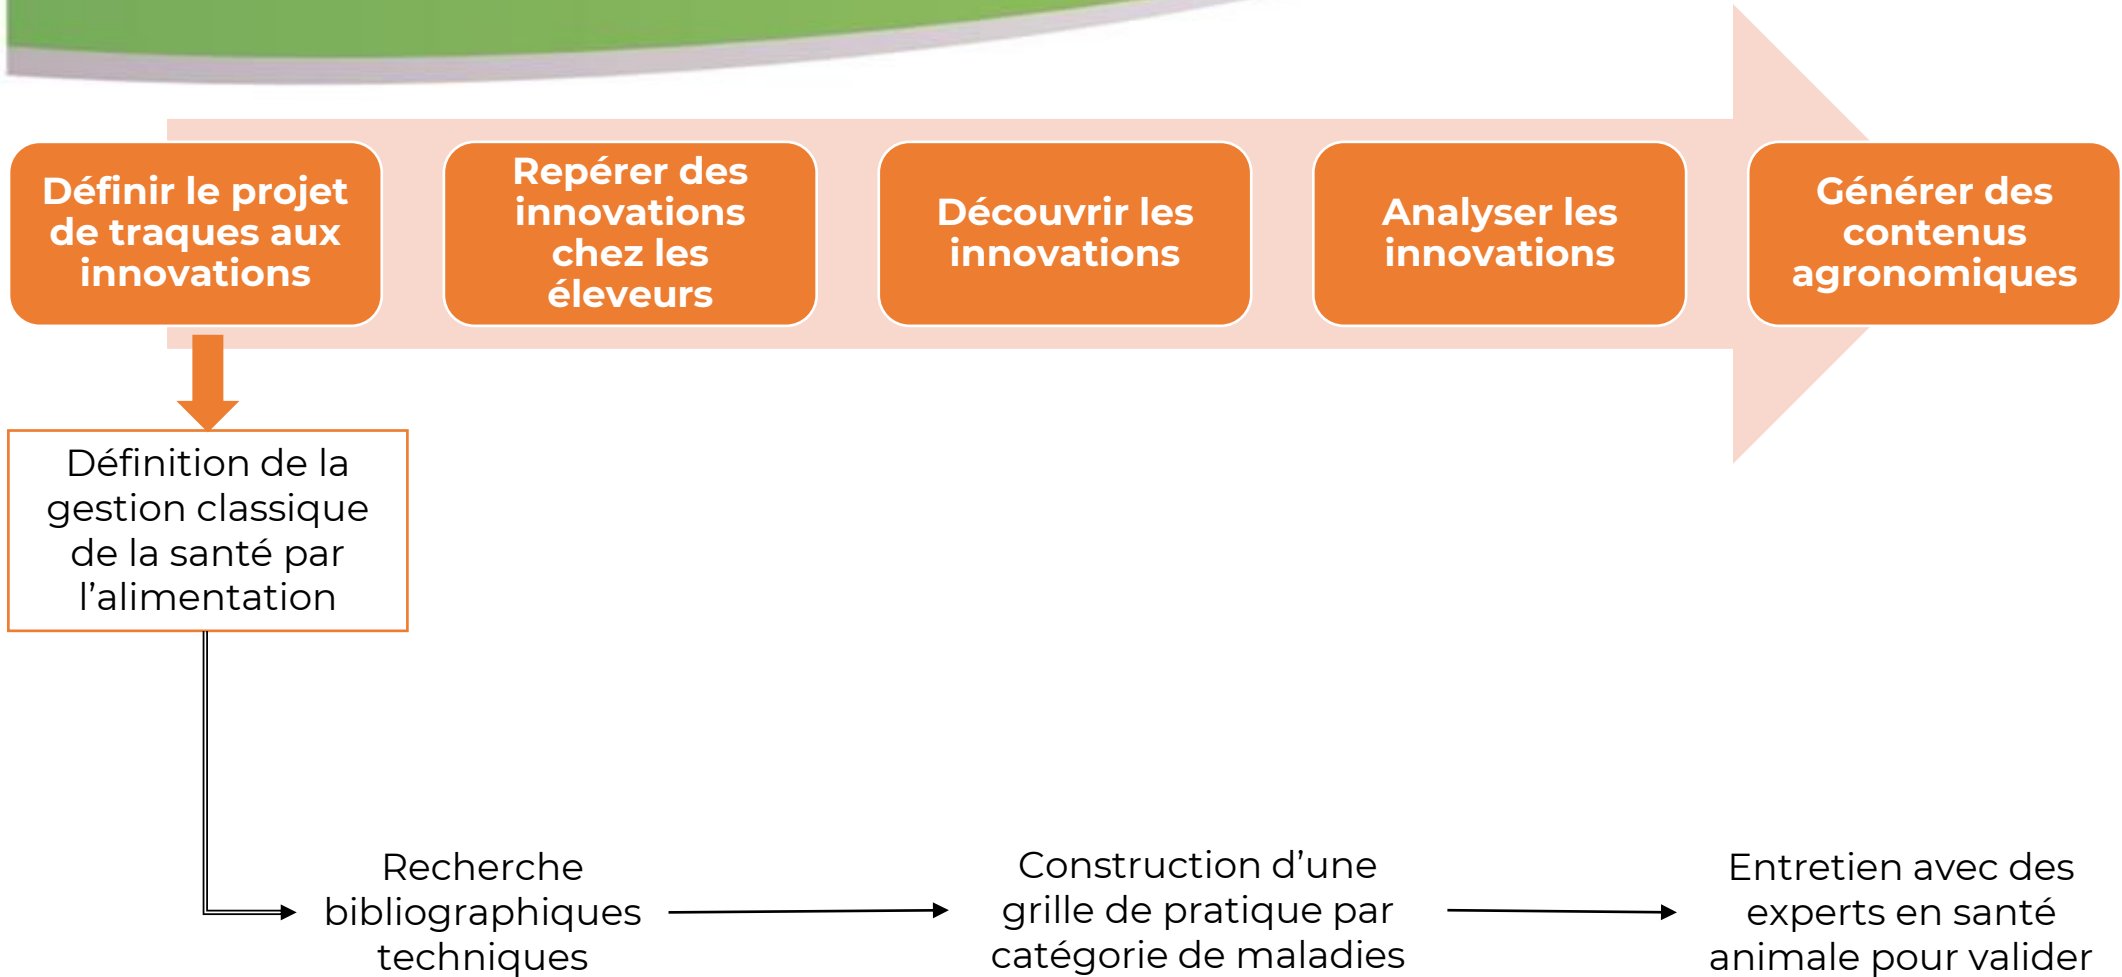 Définir le projet
de traques aux
innovations
Repérer des
innovations
chez les
éleveurs
Découvrir les
innovations
Analyser les
innovations
Générer des
contenus
agronomiques
Définition de la
gestion classique
de la santé par
l’alimentation
Recherche
bibliographiques
techniques
Construction d’une
grille de pratique par
catégorie de maladies
Entretien avec des
experts en santé
animale pour valider